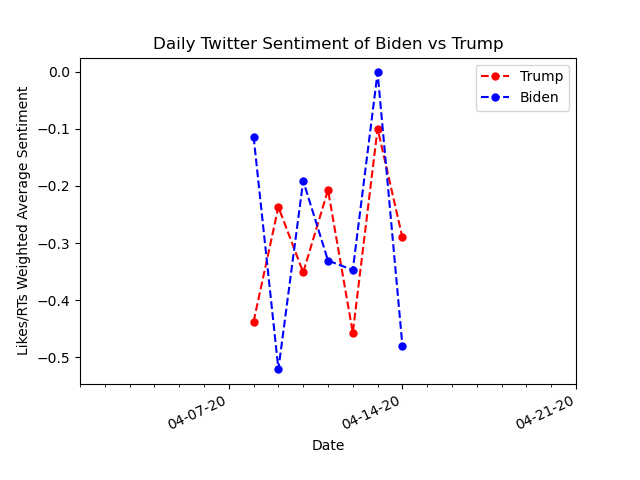 Daily Twitter Sentiment of Biden vs Trump
Trump
Biden
Likes/RTs Weighted Average Sentiment
0.0
−0.1
−0.2
−0.3
−0.4
−0.5
04-07-20
04-14-20
04-21-20
Date